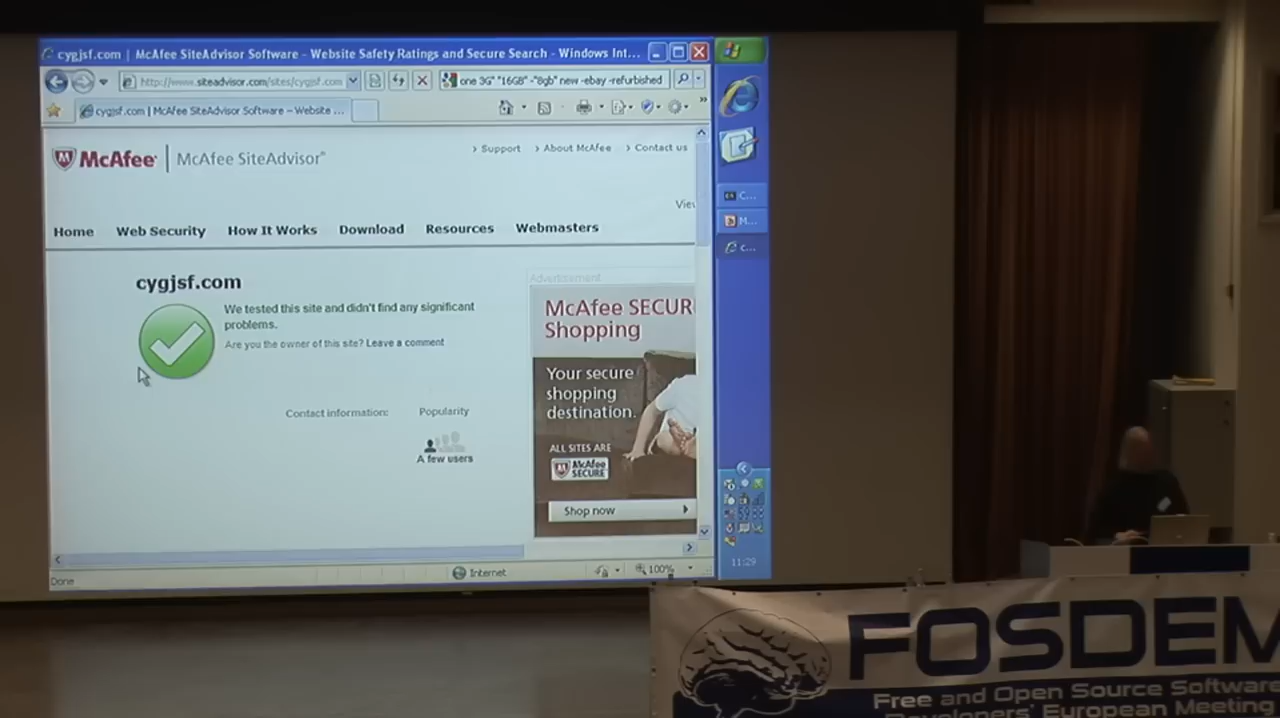 cygjsf.com | McAfee SiteAdvisor Software - Website Safety Ratings and Secure Search - Windows Int...
http://www.siteadvisor.com/sites/cygjsf.com
one 3G" "16GB" -"8gb" new -ebay -refurbished
cygjsf.com | McAfee SiteAdvisor Software – Website ...
McAfee | McAfee SiteAdvisor®
Support
About McAfee
Contact us
Home
Web Security
How It Works
Download
Resources
Webmasters
cygjsf.com
We tested this site and didn't find any significant
problems.
Are you the owner of this site? Leave a comment
Contact information:
Popularity
A few users
Advertisement
McAfee SECUR
Shopping
Your secure
shopping
destination.
ALL SITES ARE
McAfee
SECURE
Shop now
Done
Internet
100%
C...
M...
c...
11:29
FOSDEM
Free and Open Source Software
Developers' European Meeting